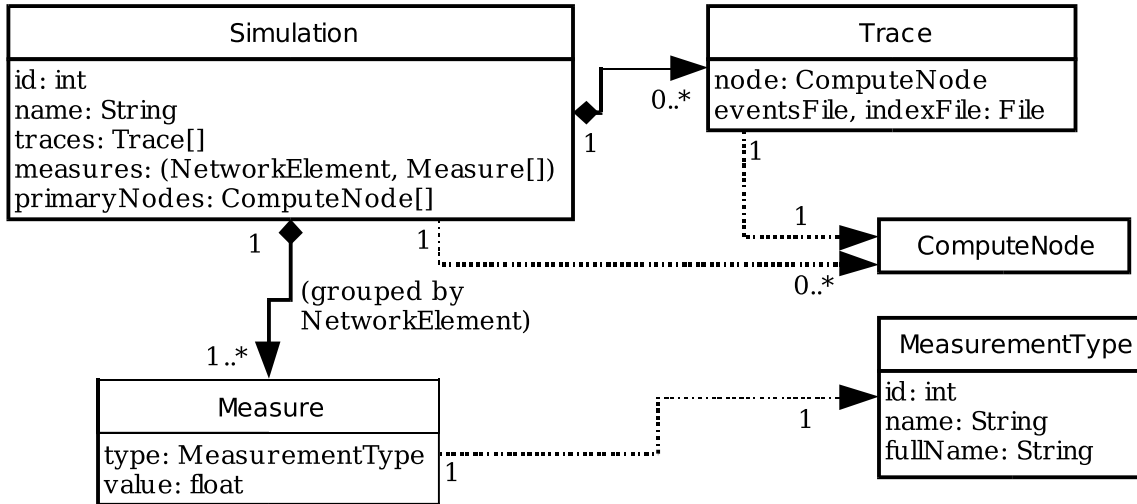 Simulation
id: int
name: String
traces: Trace[]
measures: (NetworkElement, Measure[])
primaryNodes: ComputeNode[]
1
0..*
Trace
node: ComputeNode
eventsFile, indexFile: File
1
1
ComputeNode
1
0..*
1
(grouped by
NetworkElement)
1..*
Measure
type: MeasurementType
value: float
1
1
MeasurementType
id: int
name: String
fullName: String